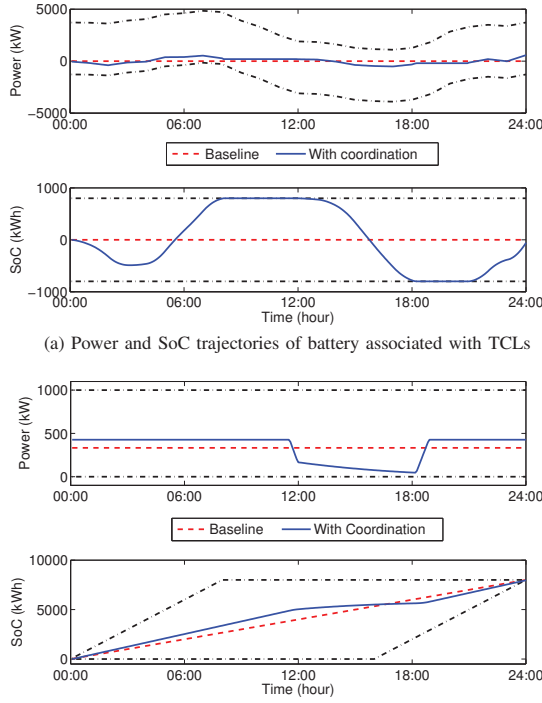 5000
0
−5000
Power (kW)
00:00 06:00 12:00 18:00 24:00
Baseline With coordination
1000
0
−1000
SoC (kWh)
00:00 06:00 12:00 18:00 24:00
Time (hour)
(a) Power and SoC trajectories of battery associated with TCLs
1000
500
0
Power (kW)
00:00 06:00 12:00 18:00 24:00
Baseline With Coordination
10000
5000
0
SoC (kWh)
00:00 06:00 12:00 18:00 24:00
Time (hour)